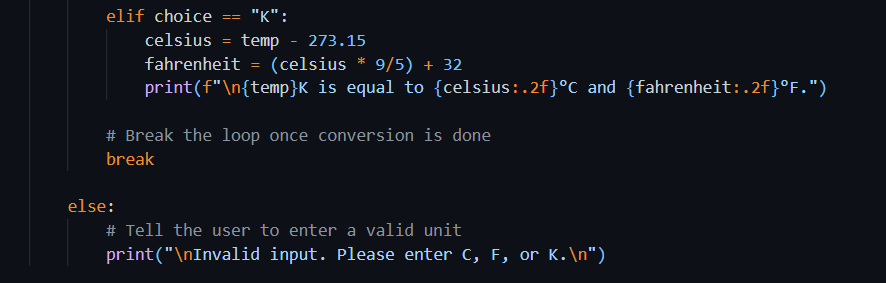 elif choice == "K":
celsius = temp - 273.15
fahrenheit = (celsius * 9/5) + 32
print(f"\n{temp}K is equal to {celsius:.2f}°C and {fahrenheit:.2f}°F.")
# Break the loop once conversion is done
break
else:
# Tell the user to enter a valid unit
print("\nInvalid input. Please enter C, F, or K.\n")